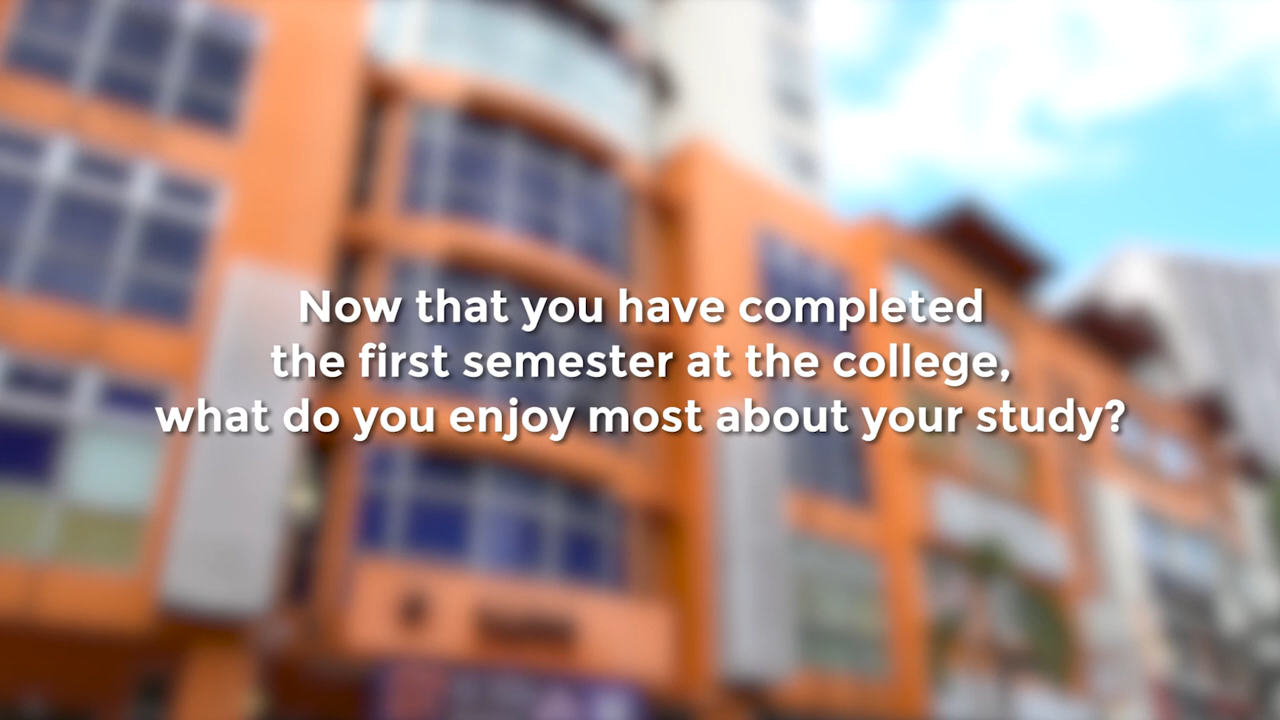 Now that you have completed
the first semester at the college,
what do you enjoy most about your study?